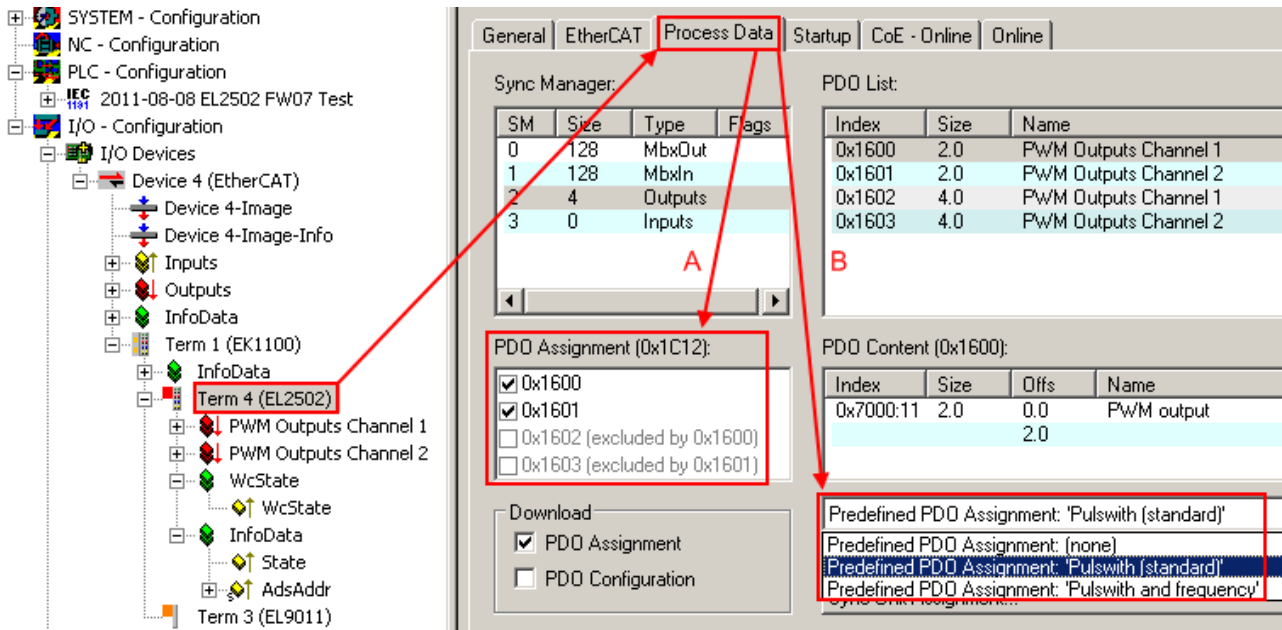 SYSTEM - Configuration
NC - Configuration
PLC - Configuration
IEC 1131 2011-08-08 EL2502 FW07 Test
I/O - Configuration
I/O Devices
Device 4 (EtherCAT)
Device 4-Image
Device 4-Image-Info
Inputs
Outputs
InfoData
Term 1 (EK1100)
InfoData
Term 4 (EL2502)
PWM Outputs Channel 1
PWM Outputs Channel 2
WcState
WcState
InfoData
State
AdsAddr
Term 3 (EL9011)
General EtherCAT Process Data Startup CoE - Online Online
Sync Manager:
SM Size Type Flags
0 128 MbxOut
1 128 MbxIn
2 4 Outputs
3 0 Inputs
A
PDO List:
Index Size Name
0x1600 2.0 PWM Outputs Channel 1
0x1601 2.0 PWM Outputs Channel 2
0x1602 4.0 PWM Outputs Channel 1
0x1603 4.0 PWM Outputs Channel 2
B
PDO Assignment (0x1C12):
0x1600
0x1601
0x1602 (excluded by 0x1600)
0x1603 (excluded by 0x1601)
PDO Content (0x1600):
Index Size Offs Name
0x7000:11 2.0 0.0 PWM output
2.0
Download
PDO Assignment
PDO Configuration
Predefined PDO Assignment: 'Pulswith (standard)'
Predefined PDO Assignment: (none)
Predefined PDO Assignment: 'Pulswith (standard)'
Predefined PDO Assignment: 'Pulswith and frequency'
Sync Unit Assignment...